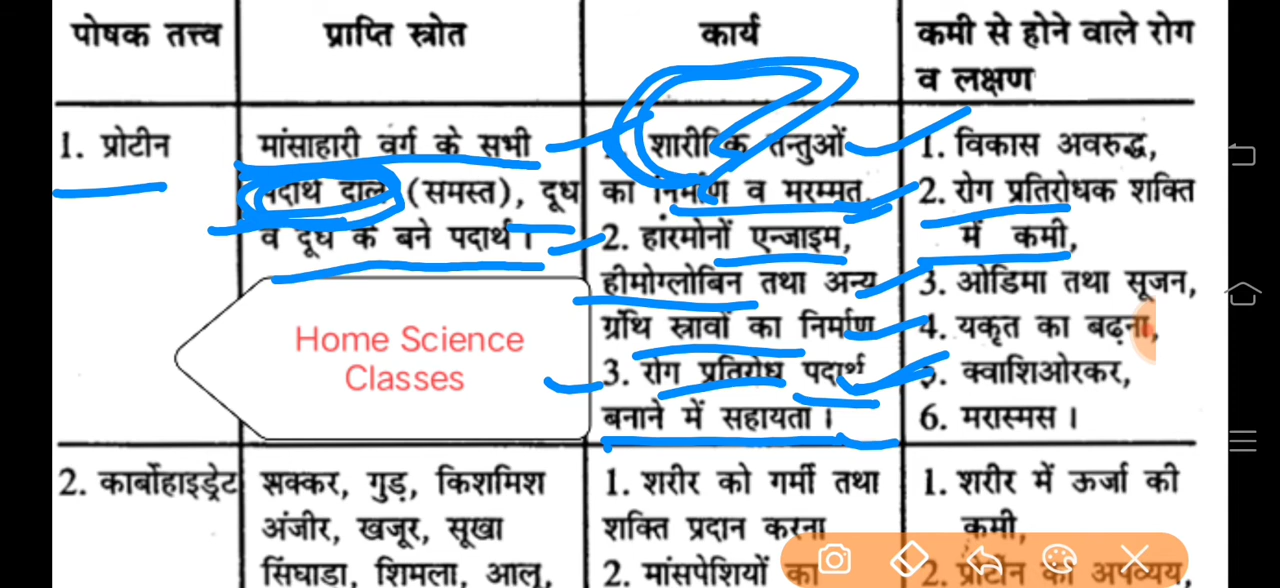 पोषक तत्त्व
प्राप्ति स्रोत
कार्य
कमी से होने वाले रोग
व लक्षण
1. प्रोटीन
मांसाहारी वर्ग के सभी
पदार्थ दाल (समस्त), दूध
व दूध के बने पदार्थ।
Home Science
Classes
शारीरिक तन्तुओं
का निर्माण व मरम्मत,
2. हांरमोनों एन्जाइम,
हीमोग्लोबिन तथा अन्य
ग्रंथि स्त्रावों का निर्माण
3. रोग प्रतिरोध पदार्थ
बनाने में सहायता।
1. विकास अवरुद्ध,
2. रोग प्रतिरोधक शक्ति
में कमी,
3. ओडिमा तथा सूजन,
4. यकृत का बढ़ना,
5. क्वाशिओरकर,
6. मरास्मस।
2. कार्बोहाइड्रेट
सक्कर, गुड़, किशमिश
अंजीर, खजूर, सूखा
सिंघाडा, शिमला, आलू,
1. शरीर को गर्मी तथा
शक्ति प्रदान करना
2. मांसपेशियों का
1. शरीर में ऊर्जा की
कमी,
2. प्रोटीन का अपव्यय,